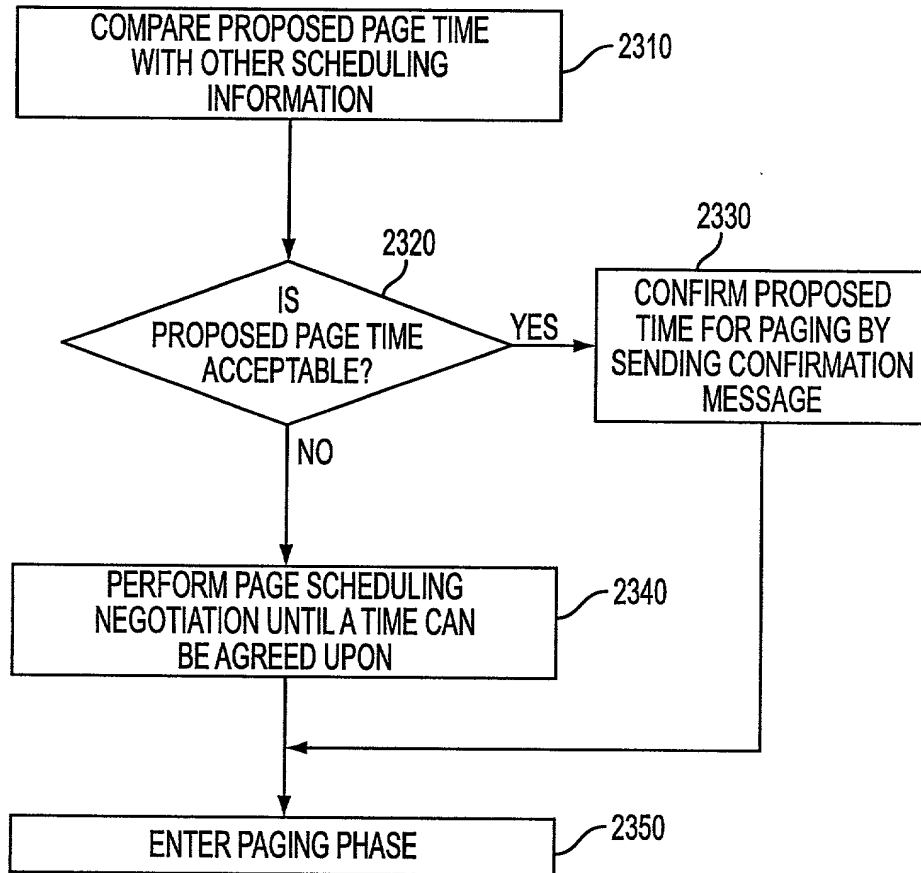 COMPARE PROPOSED PAGE TIME
WITH OTHER SCHEDULING
INFORMATION
2310
2320
IS
PROPOSED PAGE TIME
ACCEPTABLE?
YES
2330
CONFIRM PROPOSED
TIME FOR PAGING BY
SENDING CONFIRMATION
MESSAGE
NO
PERFORM PAGE SCHEDULING
NEGOTIATION UNTIL A TIME CAN
BE AGREED UPON
2340
ENTER PAGING PHASE
2350